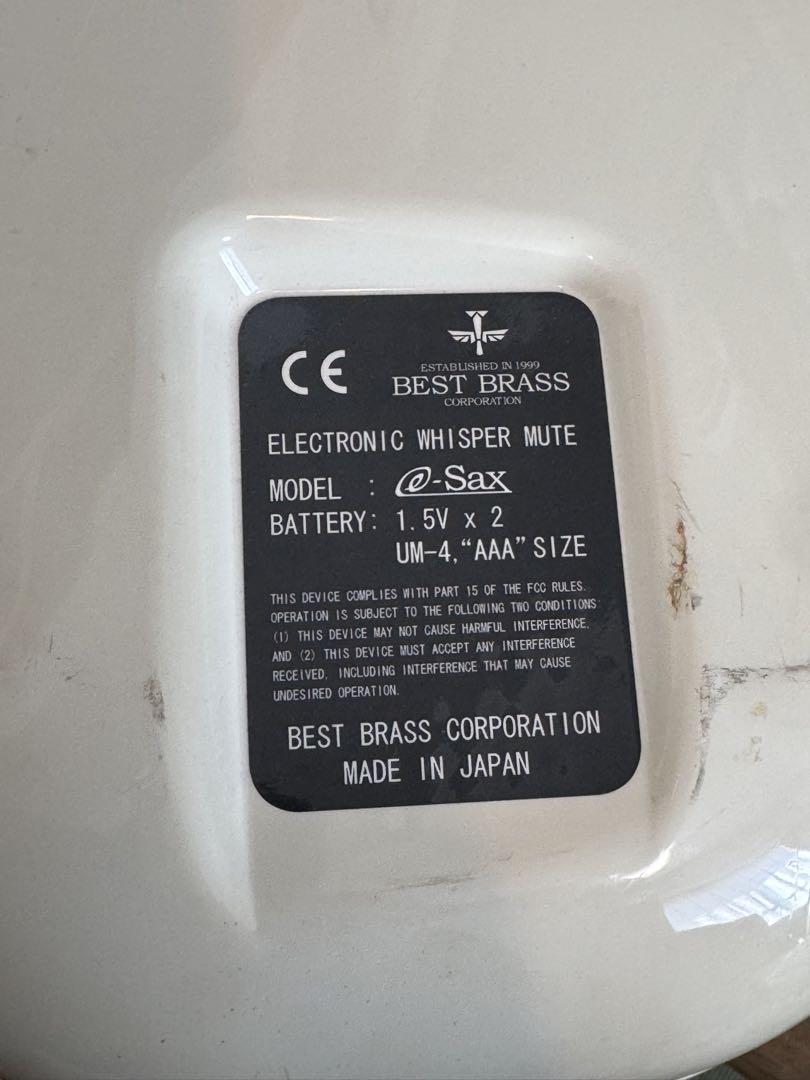 CE
ESTABLISHED IN 1999
BEST BRASS
CORPORATION
ELECTRONIC WHISPER MUTE
MODEL : e-Sax
BATTERY: 1.5V x 2
UM-4, "AAA" SIZE
THIS DEVICE COMPLIES WITH PART 15 OF THE FCC RULES.
OPERATION IS SUBJECT TO THE FOLLOWING TWO CONDITIONS
(1) THIS DEVICE MAY NOT CAUSE HARMFUL INTERFERENCE,
AND (2) THIS DEVICE MUST ACCEPT ANY INTERFERENCE
RECEIVED, INCLUDING INTERFERENCE THAT MAY CAUSE
UNDESIRED OPERATION.
BEST BRASS CORPORATION
MADE IN JAPAN